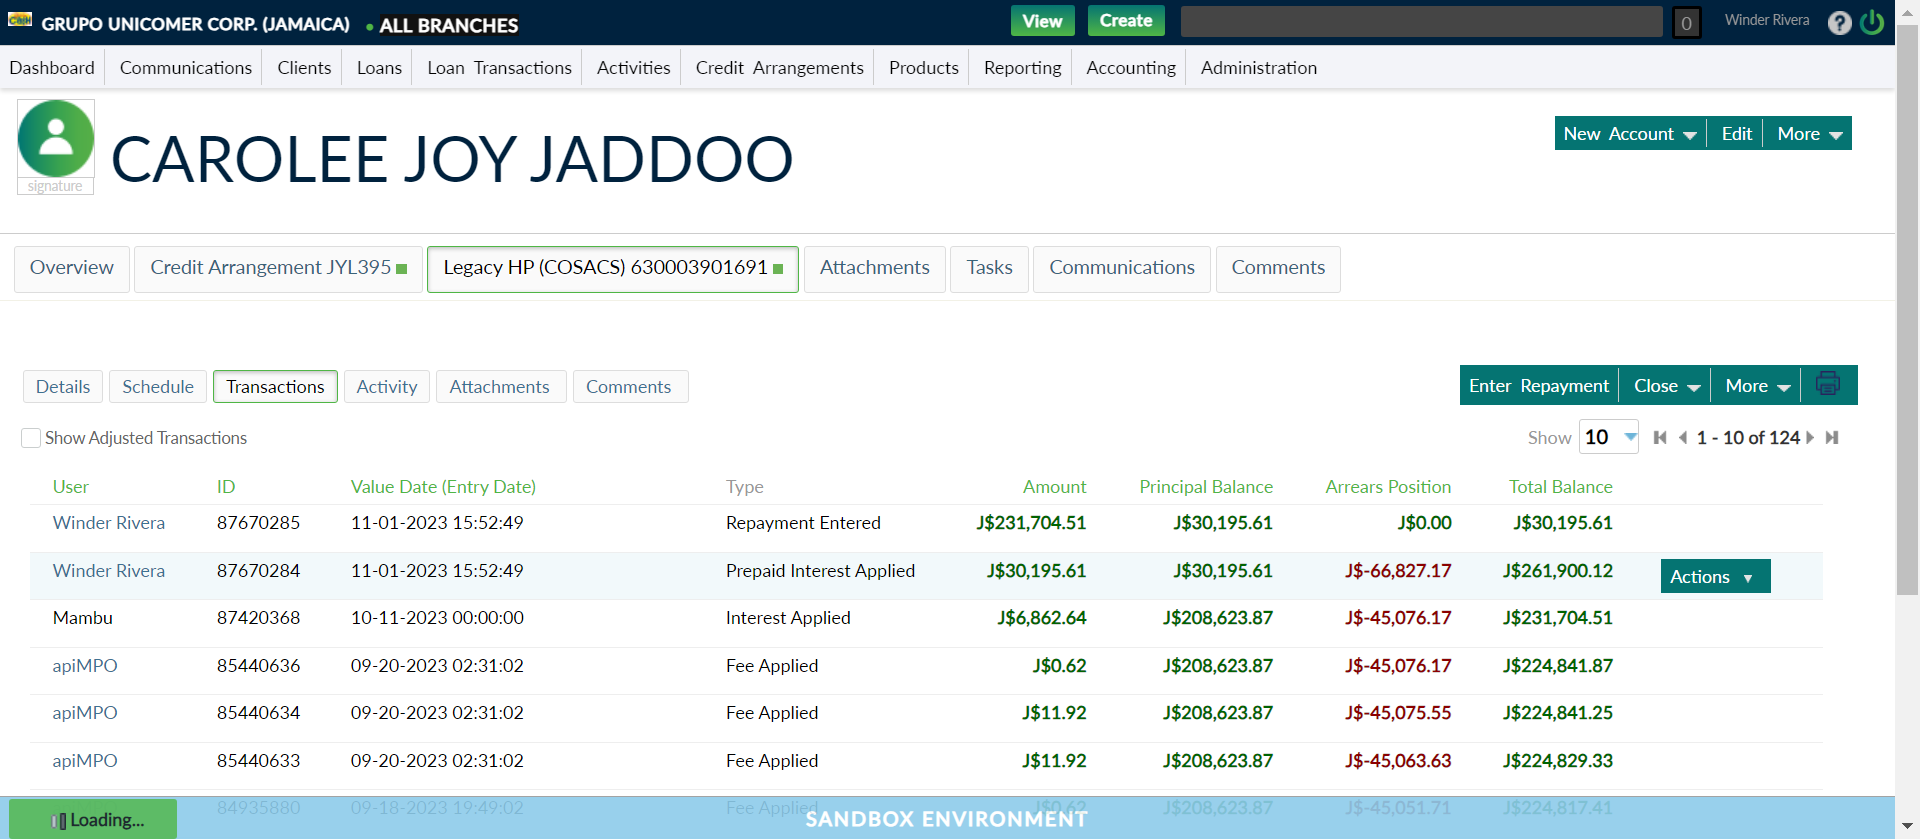 GRUPO UNICOMER CORP. (JAMAICA) • ALL BRANCHES View Create 0 Winder Rivera ?
Dashboard Communications Clients Loans Loan Transactions Activities Credit Arrangements Products Reporting Accounting Administration
signature
CAROLEE JOY JADDOO
New Account Edit More
Overview Credit Arrangement JYL395 Legacy HP (COSACS) 630003901691 Attachments Tasks Communications Comments
Details Schedule Transactions Activity Attachments Comments Enter Repayment Close More
Show Adjusted Transactions Show 10 1 - 10 of 124
User ID Value Date (Entry Date) Type Amount Principal Balance Arrears Position Total Balance
Winder Rivera 87670285 11-01-2023 15:52:49 Repayment Entered J$231,704.51 J$30,195.61 J$0.00 J$30,195.61
Winder Rivera 87670284 11-01-2023 15:52:49 Prepaid Interest Applied J$30,195.61 J$30,195.61 J$-66,827.17 J$261,900.12 Actions
Mambu 87420368 10-11-2023 00:00:00 Interest Applied J$6,862.64 J$208,623.87 J$-45,076.17 J$231,704.51
apiMPO 85440636 09-20-2023 02:31:02 Fee Applied J$0.62 J$208,623.87 J$-45,076.17 J$224,841.87
apiMPO 85440634 09-20-2023 02:31:02 Fee Applied J$11.92 J$208,623.87 J$-45,075.55 J$224,841.25
apiMPO 85440633 09-20-2023 02:31:02 Fee Applied J$11.92 J$208,623.87 J$-45,063.63 J$224,829.33
84935880 09-18-2023 19:49:02 Fee Applied J$0.62 J$208,623.87 J$-45,051.71 J$224,817.41
Loading... SANDBOX ENVIRONMENT